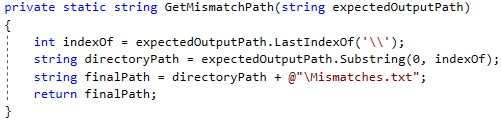 private static string GetMismatchPath(string expectedOutputPath)
{
    int indexOf = expectedOutputPath.LastIndexOf('\\');
    string directoryPath = expectedOutputPath.Substring(0, indexOf);
    string finalPath = directoryPath + @"\Mismatches.txt";
    return finalPath;
}